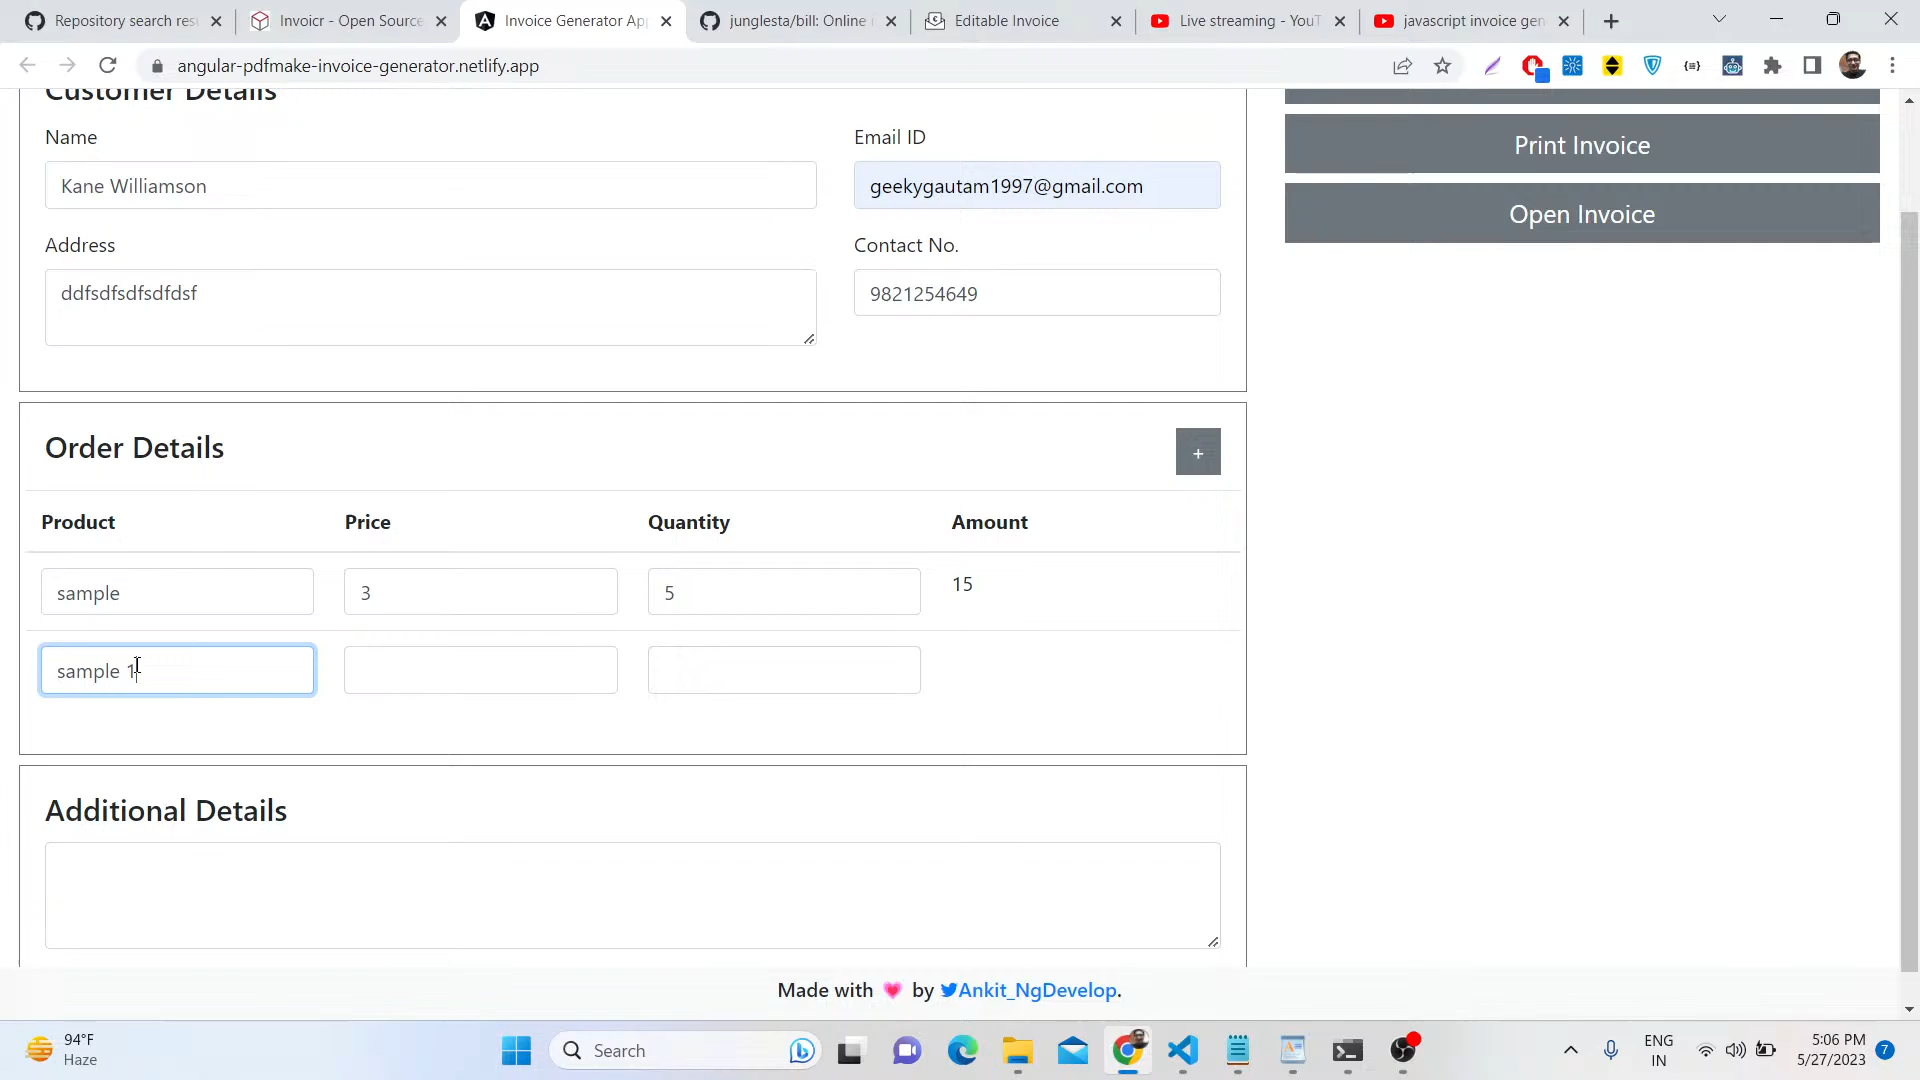 Repository search res
Invoicr - Open Source
Invoice Generator Ap
junglesta/bill: Online i
Editable Invoice
Live streaming - YouT
javascript invoice gen
angular-pdfmake-invoice-generator.netlify.app
Customer Details
Name
Email ID
Kane Williamson
geekygautam1997@gmail.com
Address
Contact No.
ddfsdfsdfsdfdsf
9821254649
Print Invoice
Open Invoice
Order Details
+
Product Price Quantity Amount
sample 3 5 15
sample 1
Additional Details
Made with 💗 by Ankit_NgDevelop.
94°F
Haze
Search
ENG
IN
5:06 PM
5/27/2023
7